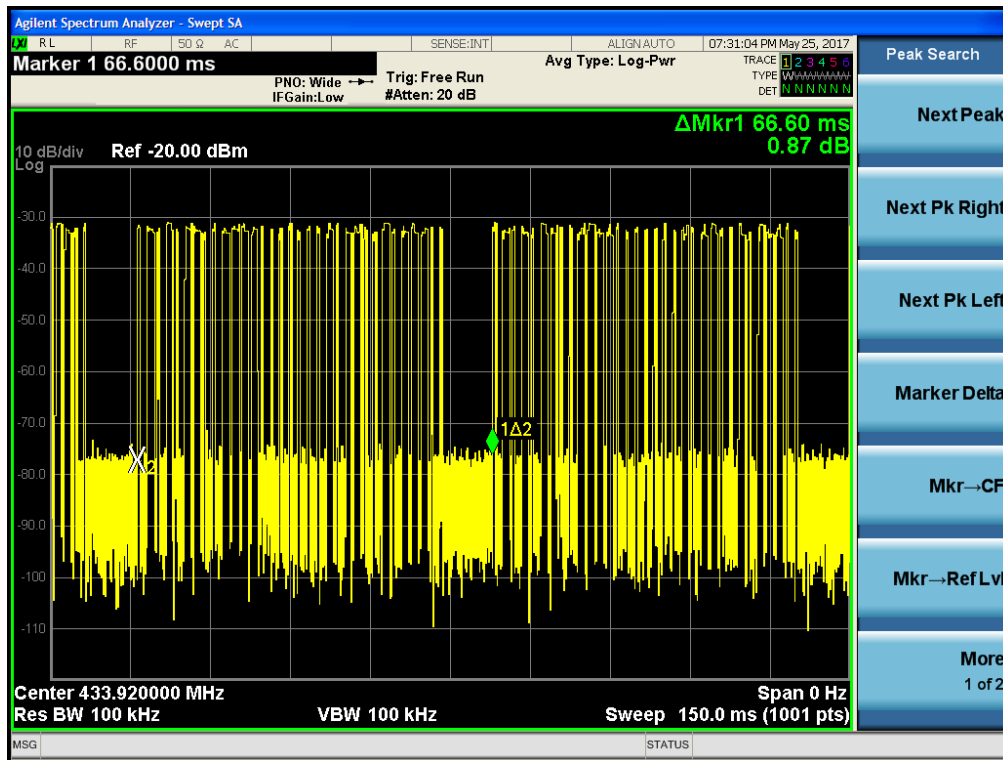 Agilent Spectrum Analyzer - Swept SA
LXI RL RF 50 Ω AC SENSE:INT ALIGN AUTO 07:31:04 PM May 25, 2017
Marker 1 66.6000 ms
PNO: Wide
IFGain:Low
Trig: Free Run
#Atten: 20 dB
Avg Type: Log-Pwr
TRACE 1 2 3 4 5 6
TYPE WWWWWW
DET N N N N N N
ΔMkr1 66.60 ms
0.87 dB
10 dB/div Ref -20.00 dBm
Log
-30.0
-40.0
-50.0
-60.0
-70.0
-80.0
-90.0
-100
-110
1Δ2
2
Center 433.920000 MHz Span 0 Hz
Res BW 100 kHz VBW 100 kHz Sweep 150.0 ms (1001 pts)
MSG STATUS
Peak Search
Next Peak
Next Pk Right
Next Pk Left
Marker Delta
Mkr→CF
Mkr→Ref Lvl
More
1 of 2